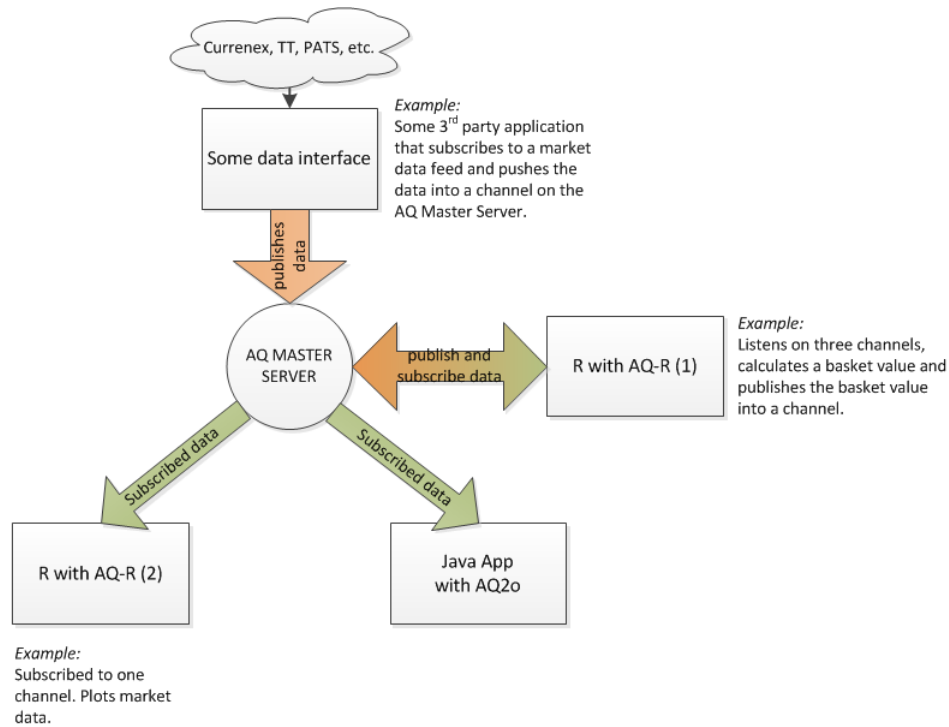 Currenex, TT, PATS, etc.
Some data interface
Example:
Some 3rd party application
that subscribes to a market
data feed and pushes the
data into a channel on the
AQ Master Server.
publishes
data
AQ MASTER
SERVER
publish and
subscribe data
R with AQ-R (1)
Example:
Listens on three channels,
calculates a basket value and
publishes the basket value
into a channel.
Subscribed data
Subscribed data
R with AQ-R (2)
Java App
with AQ2o
Example:
Subscribed to one
channel. Plots market
data.